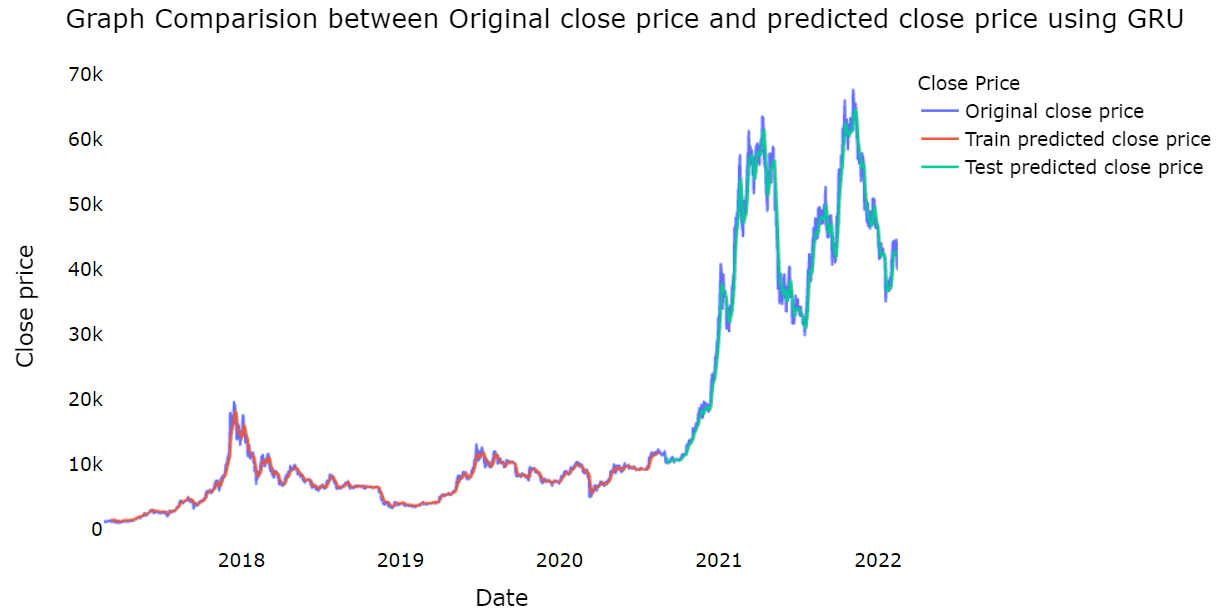 Graph Comparision between Original close price and predicted close price using GRU
70k
60k
50k
40k
30k
20k
10k
0
Close price
2018
2019
2020
2021
2022
Date
Close Price
Original close price
Train predicted close price
Test predicted close price